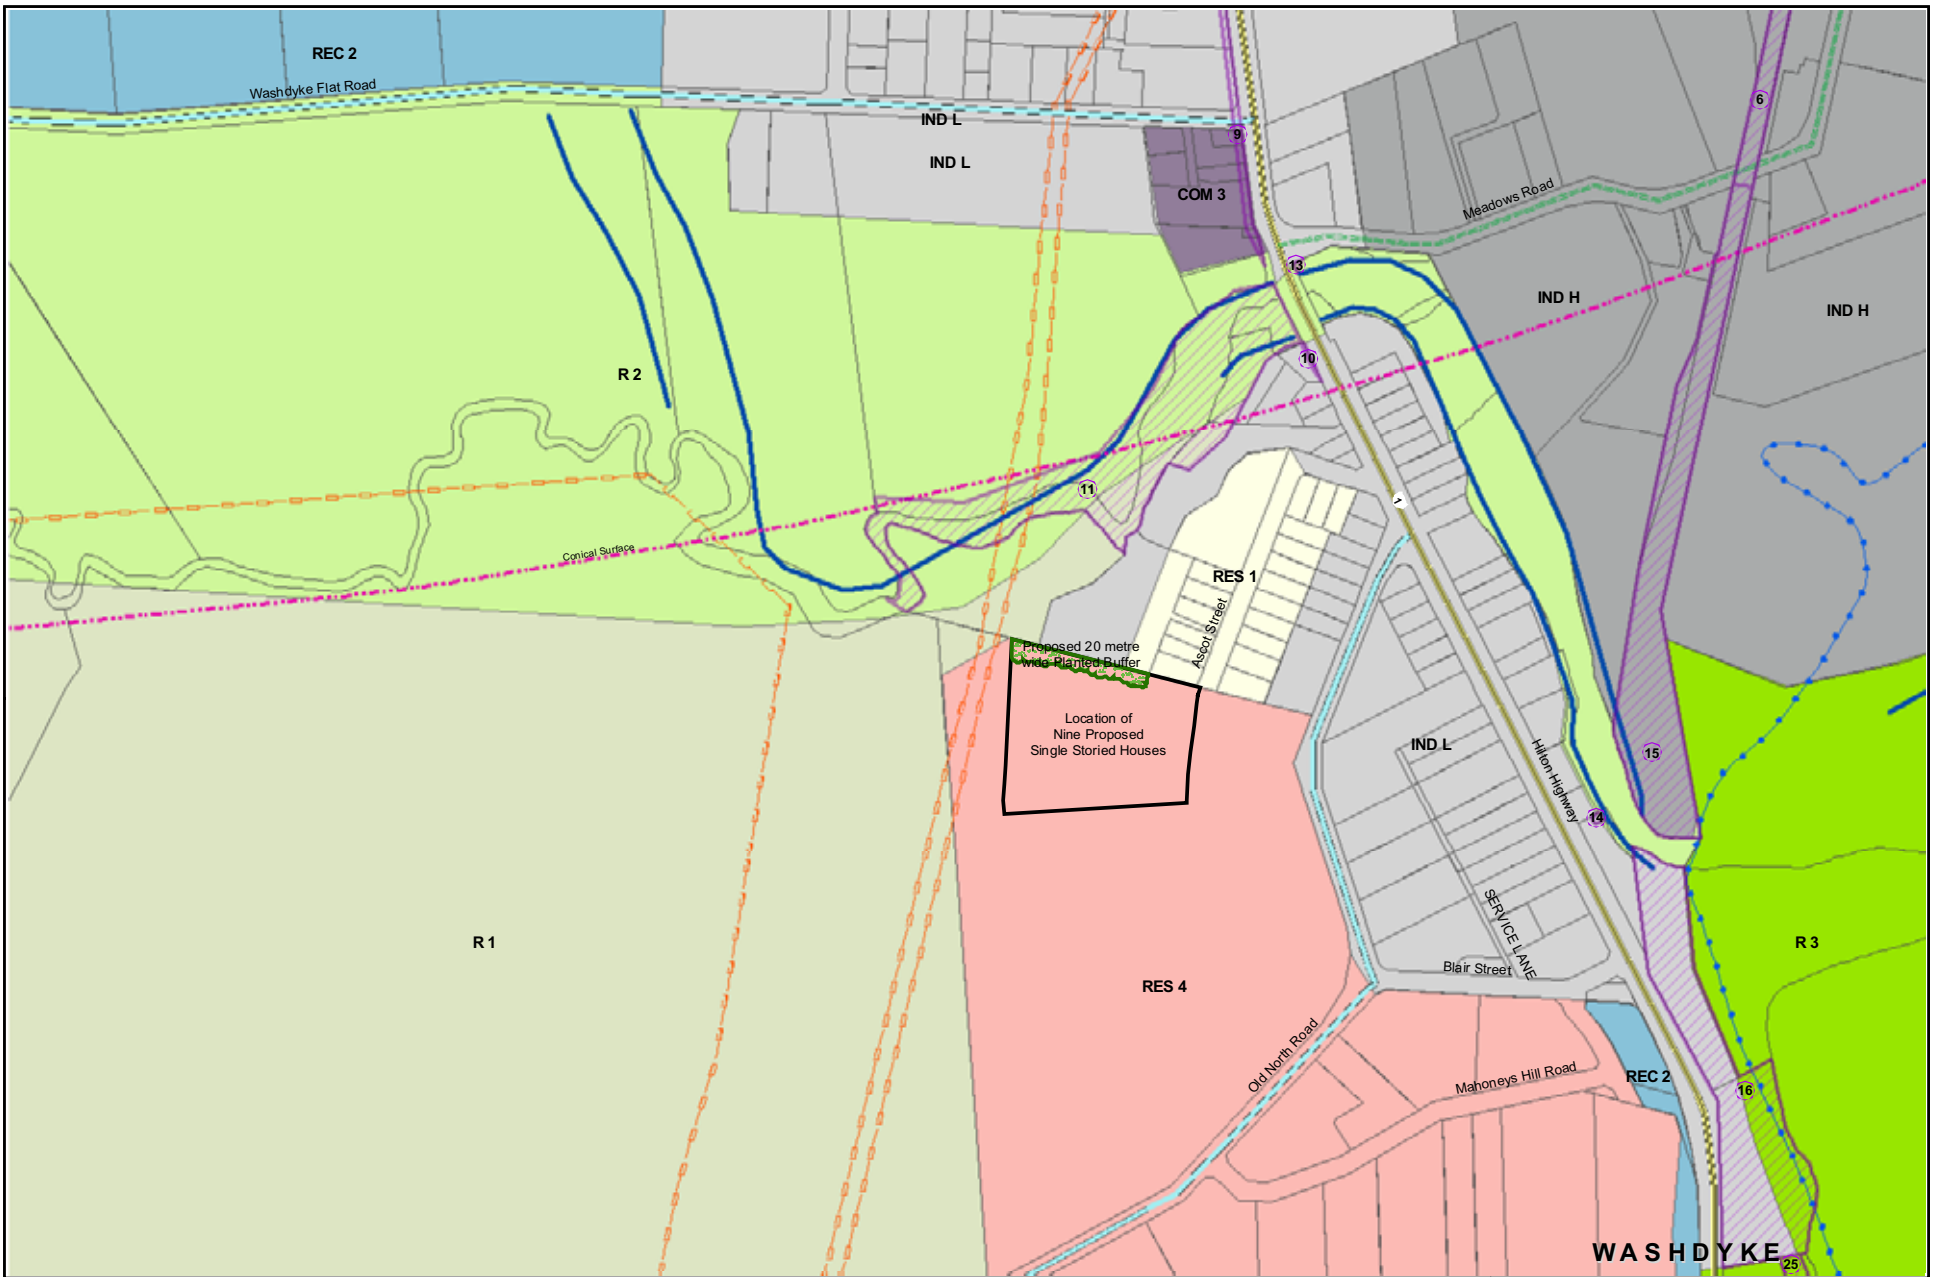 REC 2
Washdyke Flat Road
6
IND L
9
IND L
COM 3
Meadows Road
13
IND H
IND H
10
R 2
11
1
Conical Surface
RES 1
Ascot Street
Proposed 20 metre
wide Planted Buffer
Location of
Nine Proposed
Single Storied Houses
IND L
Hilton Highway
15
14
SERVICE LANE
R 1
R 3
Blair Street
RES 4
Old North Road
Mahoneys Hill Road
REC 2
16
WASHDYKE
25